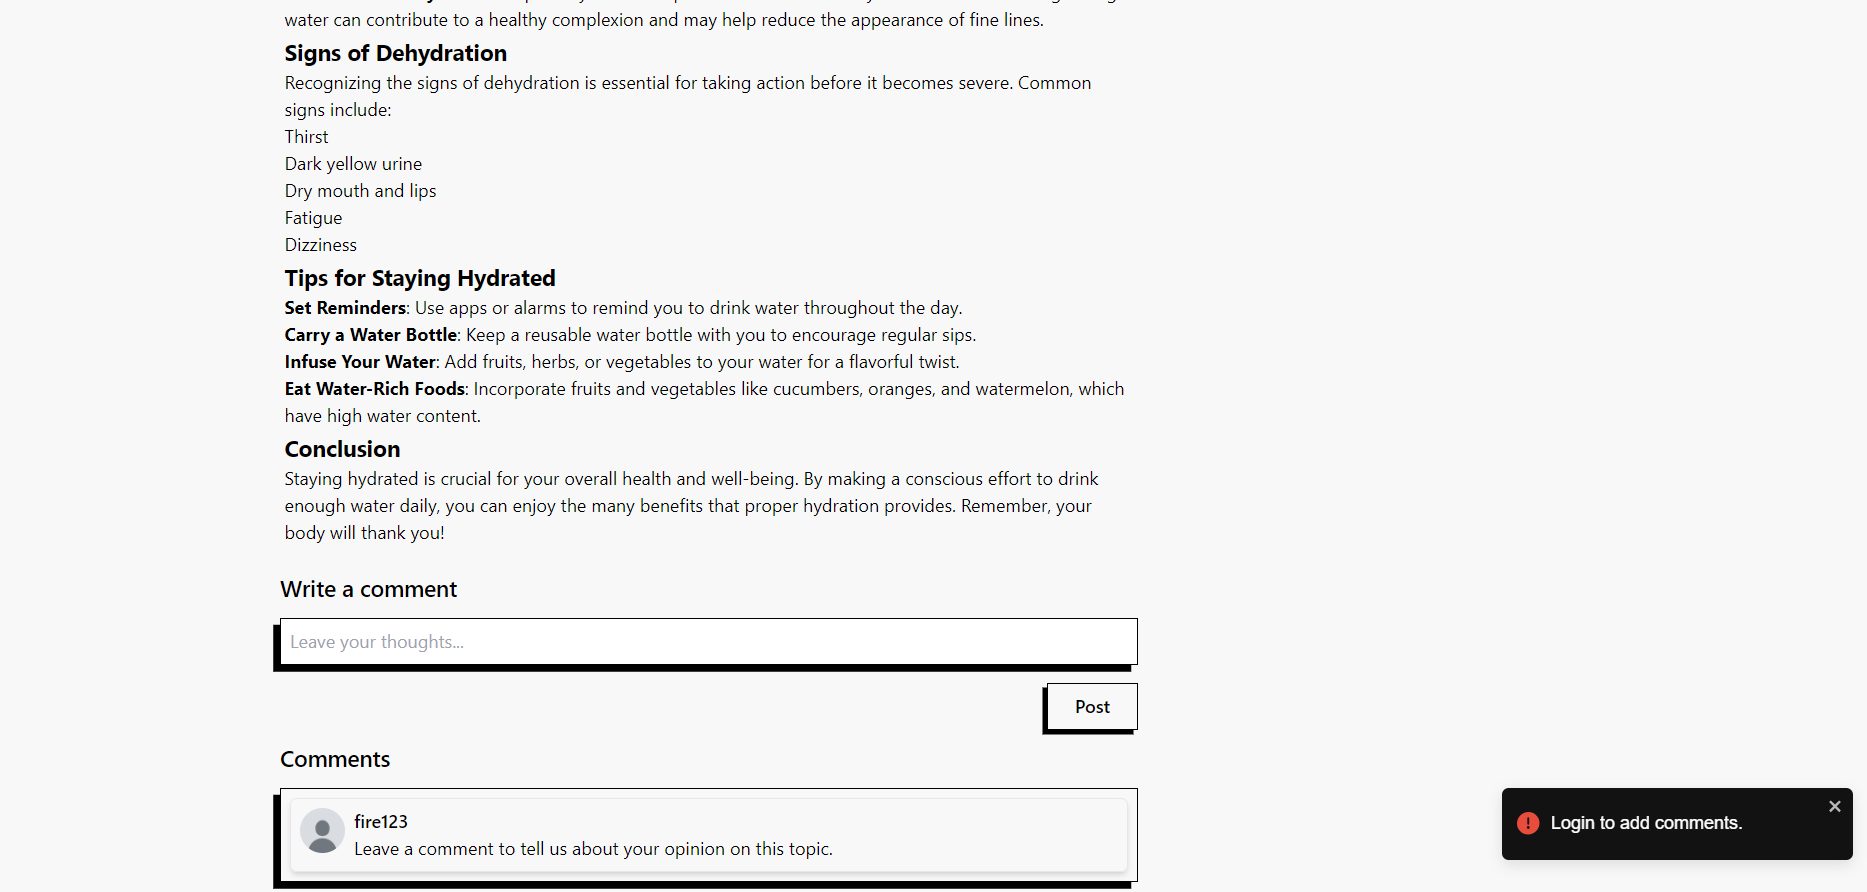 water can contribute to a healthy complexion and may help reduce the appearance of fine lines.
Signs of Dehydration
Recognizing the signs of dehydration is essential for taking action before it becomes severe. Common
signs include:
Thirst
Dark yellow urine
Dry mouth and lips
Fatigue
Dizziness
Tips for Staying Hydrated
Set Reminders: Use apps or alarms to remind you to drink water throughout the day.
Carry a Water Bottle: Keep a reusable water bottle with you to encourage regular sips.
Infuse Your Water: Add fruits, herbs, or vegetables to your water for a flavorful twist.
Eat Water-Rich Foods: Incorporate fruits and vegetables like cucumbers, oranges, and watermelon, which
have high water content.
Conclusion
Staying hydrated is crucial for your overall health and well-being. By making a conscious effort to drink
enough water daily, you can enjoy the many benefits that proper hydration provides. Remember, your
body will thank you!
Write a comment
Leave your thoughts...
Post
Comments
fire123
Leave a comment to tell us about your opinion on this topic.
Login to add comments.